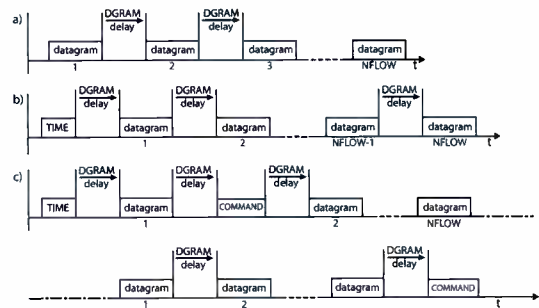 a) DGRAM delay DGRAM delay
datagram datagram datagram datagram
1 2 3 NFLOW t
b) DGRAM delay DGRAM delay DGRAM delay
TIME datagram datagram datagram datagram
1 2 NFLOW-1 NFLOW t
c) DGRAM delay DGRAM delay DGRAM delay
TIME datagram COMMAND datagram datagram
1 2 NFLOW
DGRAM delay DGRAM delay
datagram datagram datagram COMMAND
1 2 t